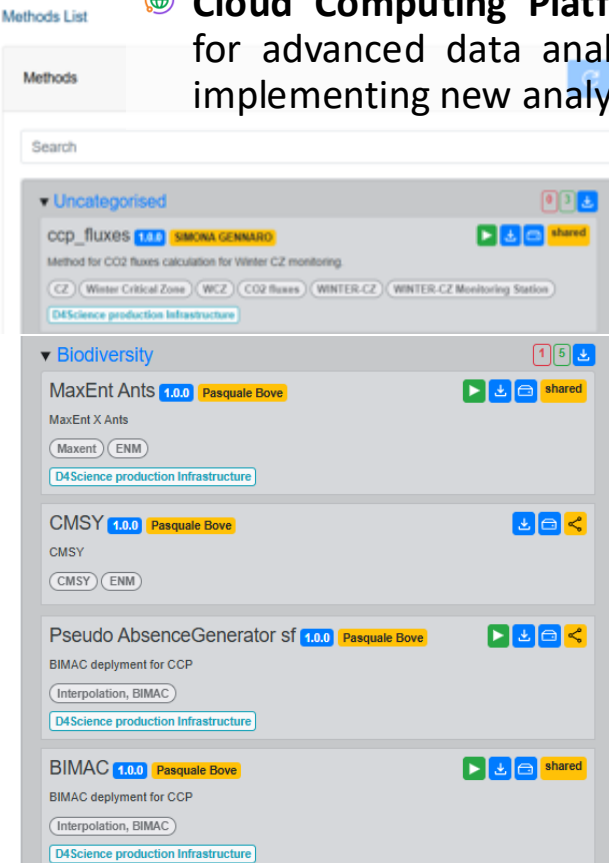 Methods List
Cloud Computing Platf
for advanced data anal
implementing new analy
Methods
Search
Uncategorised 0 3
ccp_fluxes 1.0.0 SIMONA GENNARO shared
Method for CO2 fluxes calculation for Winter CZ monitoring.
CZ Winter Critical Zone WCZ CO2 fluxes WINTER-CZ WINTER-CZ Monitoring Station
D4Science production Infrastructure
Biodiversity 1 5
MaxEnt Ants 1.0.0 Pasquale Bove shared
MaxEnt X Ants
Maxent ENM
D4Science production Infrastructure
CMSY 1.0.0 Pasquale Bove
CMSY
CMSY ENM
Pseudo AbsenceGenerator sf 1.0.0 Pasquale Bove
BIMAC deplyment for CCP
Interpolation, BIMAC
D4Science production Infrastructure
BIMAC 1.0.0 Pasquale Bove shared
BIMAC deplyment for CCP
Interpolation, BIMAC
D4Science production Infrastructure